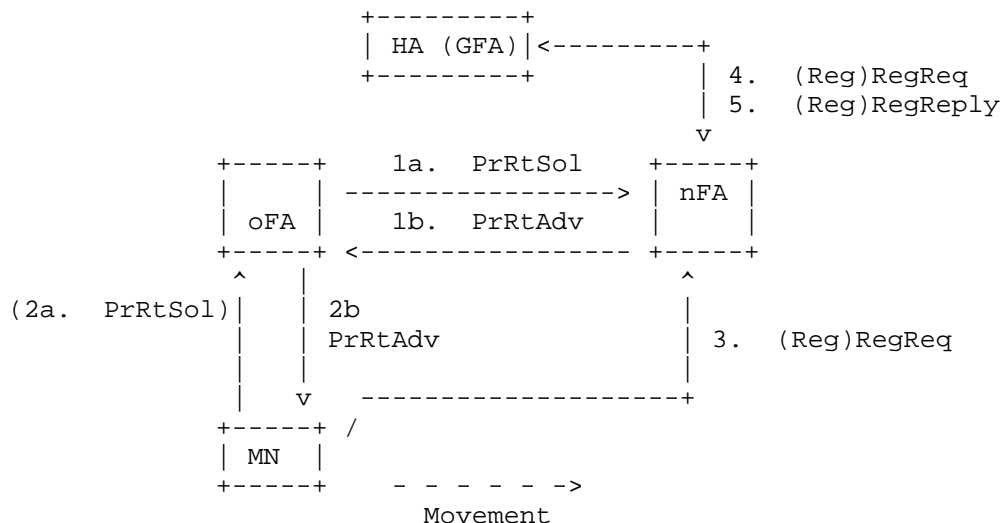 HA (GFA)
4. (Reg)RegReq
5. (Reg)RegReply
1a. PrRtSol
nFA
oFA 1b. PrRtAdv
(2a. PrRtSol) 2b
PrRtAdv 3. (Reg)RegReq
MN
Movement